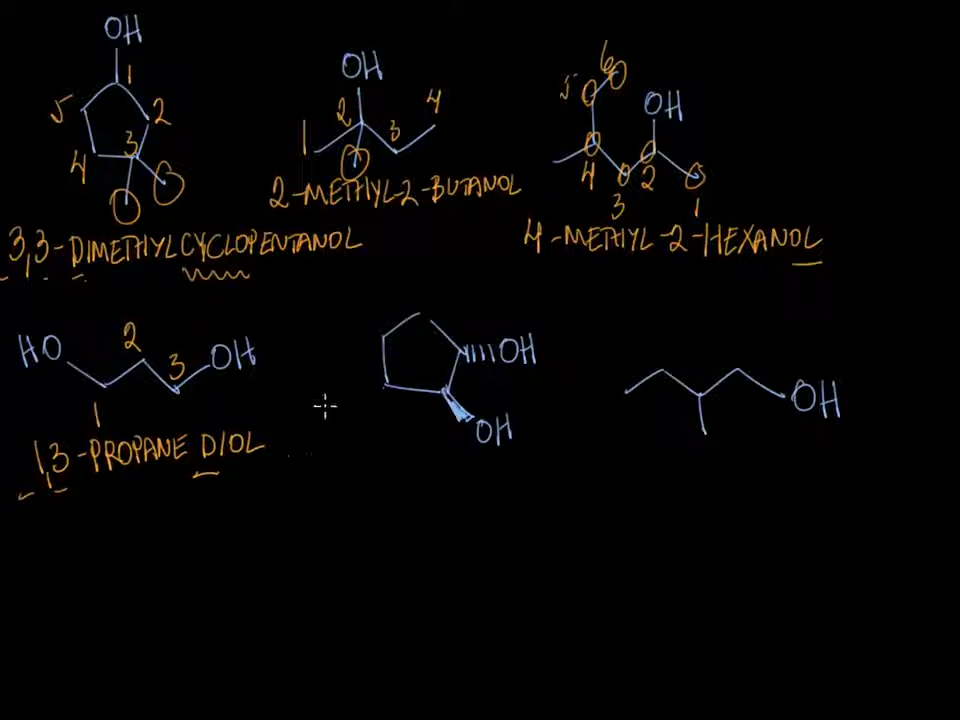 OH
1
5 2
4 3
3,3-DIMETHYLCYCLOPENTANOL
OH
2
1 3 4
2-METHYL-2-BUTANOL
5 6
OH
4 3 2 1
4-METHYL-2-HEXANOL
HO 2 3 OH
1
1,3-PROPANE DIOL
OH
OH
OH